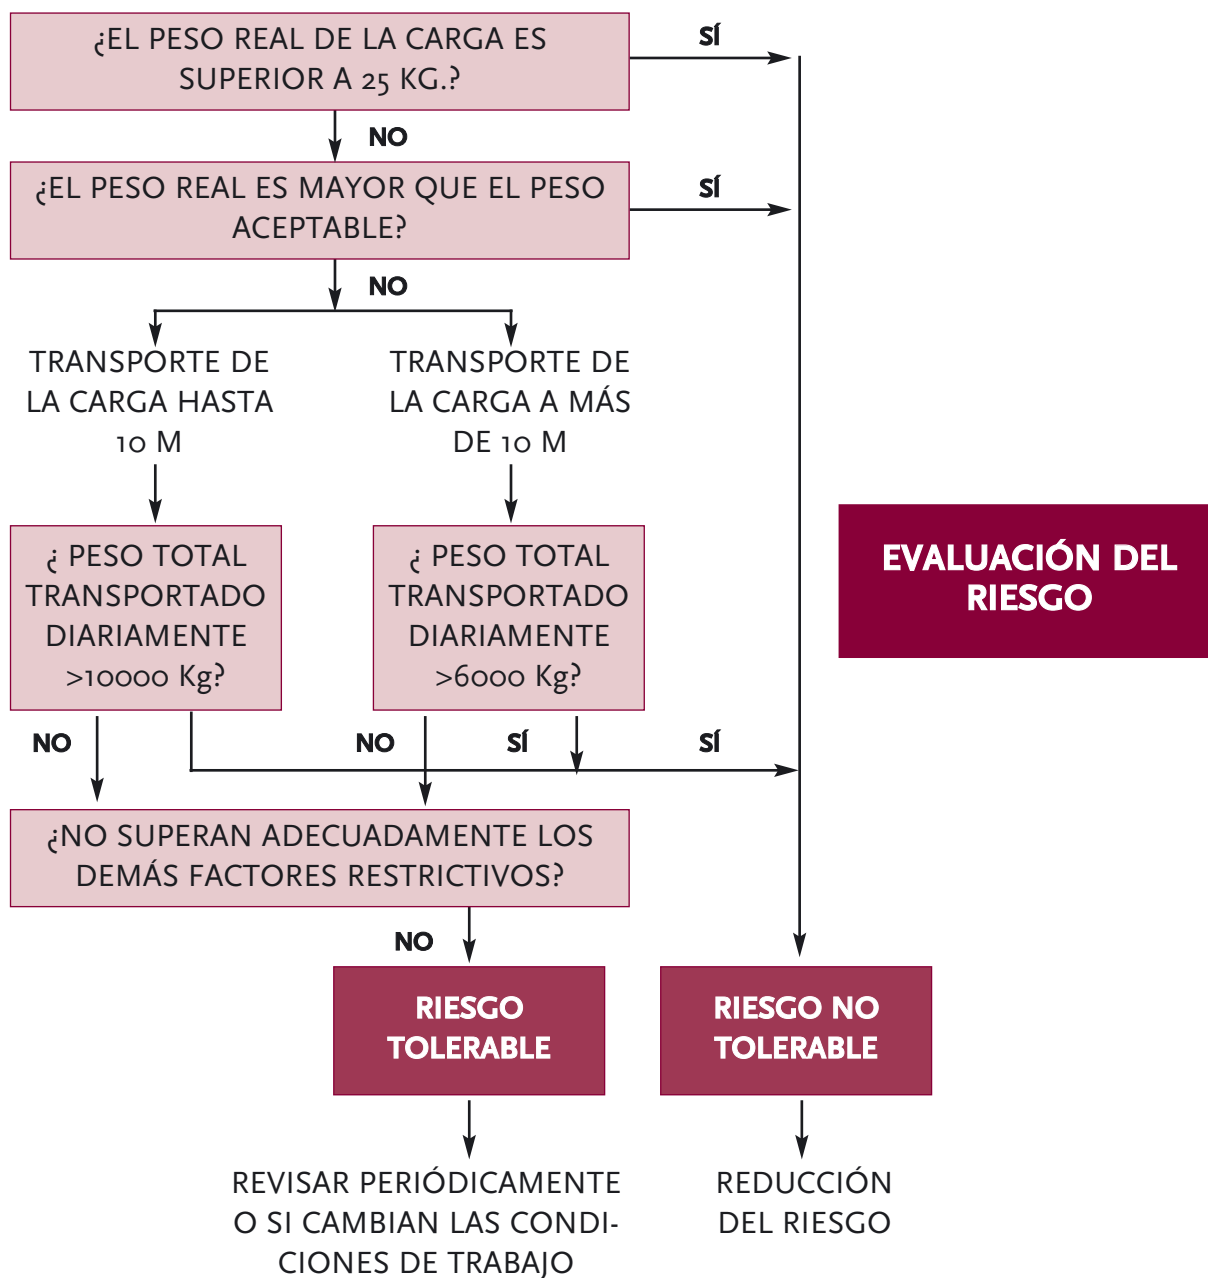 ¿EL PESO REAL DE LA CARGA ES
SUPERIOR A 25 KG.?
SÍ
NO
¿EL PESO REAL ES MAYOR QUE EL PESO
ACEPTABLE?
SÍ
NO
TRANSPORTE DE
LA CARGA HASTA
10 M
TRANSPORTE DE
LA CARGA A MÁS
DE 10 M
¿ PESO TOTAL
TRANSPORTADO
DIARIAMENTE
>10000 Kg?
¿ PESO TOTAL
TRANSPORTADO
DIARIAMENTE
>6000 Kg?
EVALUACIÓN DEL
RIESGO
NO
NO
SÍ
SÍ
¿NO SUPERAN ADECUADAMENTE LOS
DEMÁS FACTORES RESTRICTIVOS?
NO
RIESGO
TOLERABLE
RIESGO NO
TOLERABLE
REVISAR PERIÓDICAMENTE
O SI CAMBIAN LAS CONDI-
CIONES DE TRABAJO
REDUCCIÓN
DEL RIESGO